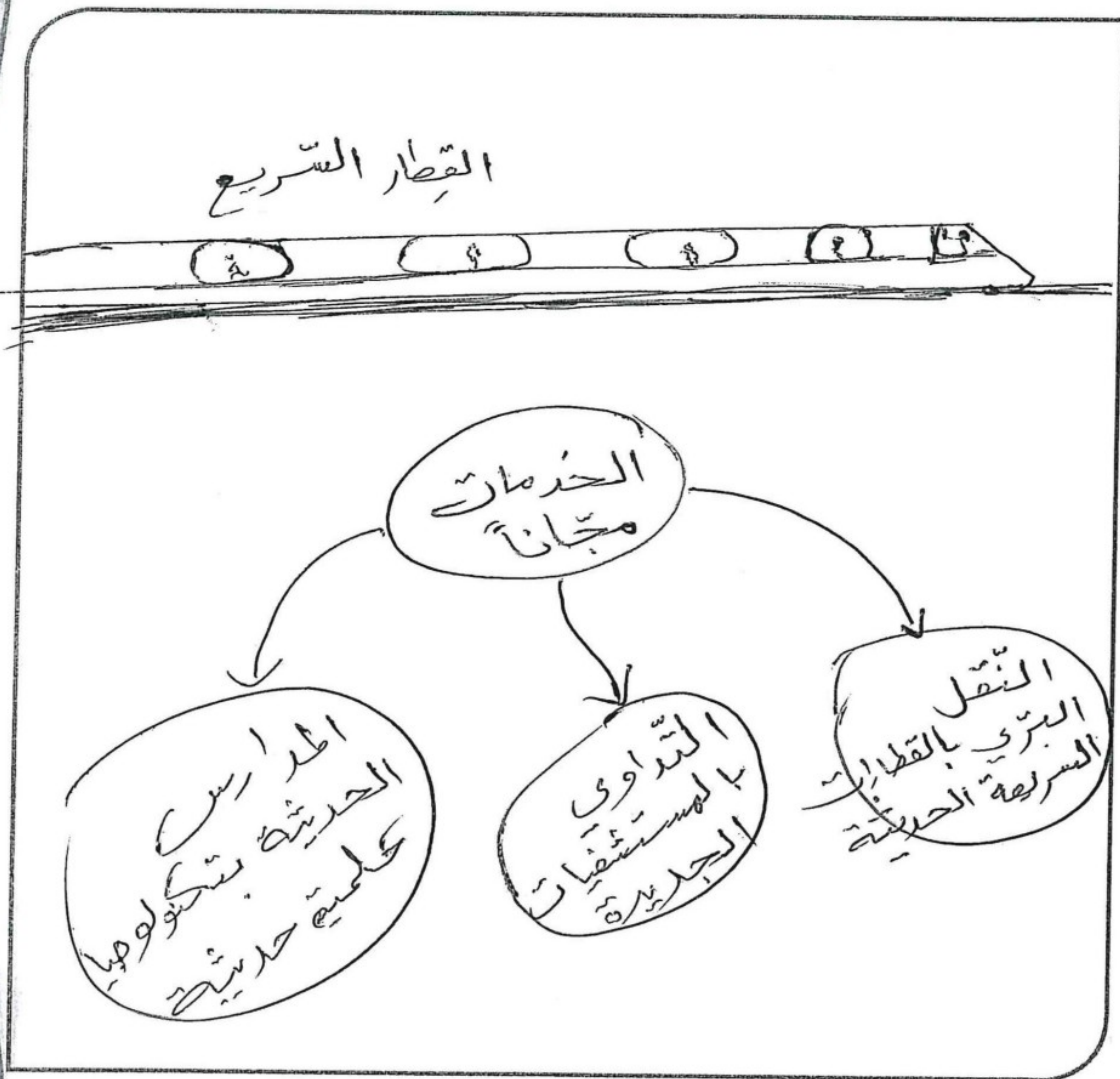 القِطار السّريع
الخدمات
مجّاناً
النّقل
البرّي بالقطارات
السريعة الحديثة
التّداوي
بالمستشفيات
الجديدة
المدارس
الحديثة بتكنولوجيا
علمية حديثة